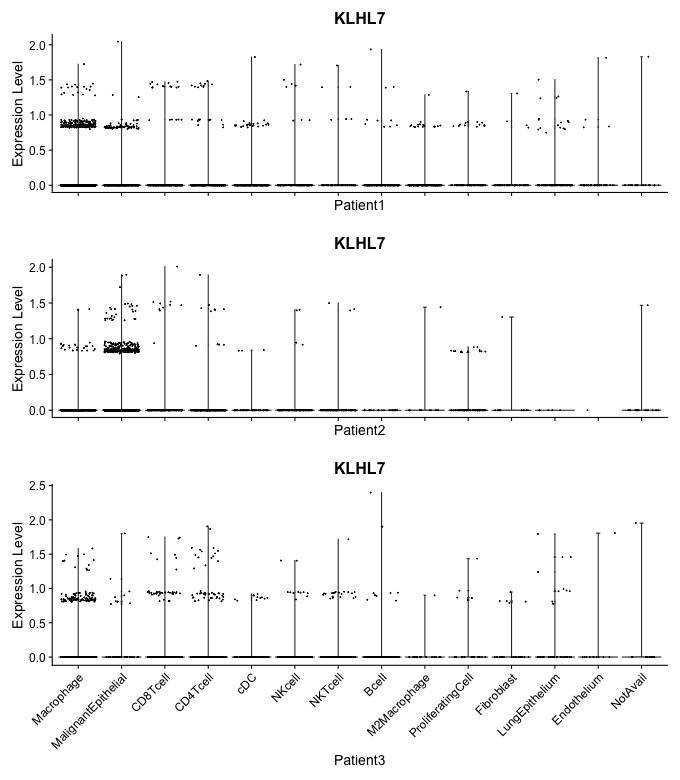 KLHL7
Expression Level
2.0
1.5
1.0
0.5
0.0
Patient1
KLHL7
Expression Level
2.0
1.5
1.0
0.5
0.0
Patient2
KLHL7
Expression Level
2.5
2.0
1.5
1.0
0.5
0.0
Macrophage
MalignantEpithelial
CD8Tcell
CD4Tcell
cDC
NKcell
NKTcell
Bcell
M2Macrophage
ProliferatingCell
Fibroblast
LungEpithelium
Endothelium
NotAvail
Patient3